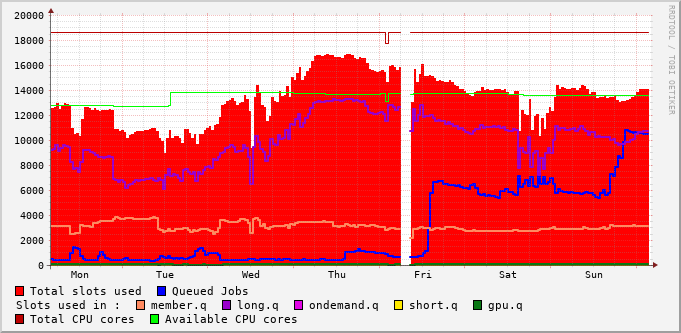 20000
18000
16000
14000
12000
10000
8000
6000
4000
2000
0
Mon Tue Wed Thu Fri Sat Sun
RRDTOOL / TOBI OETIKER
Total slots used Queued Jobs
Slots used in : member.q long.q ondemand.q short.q gpu.q
Total CPU cores Available CPU cores